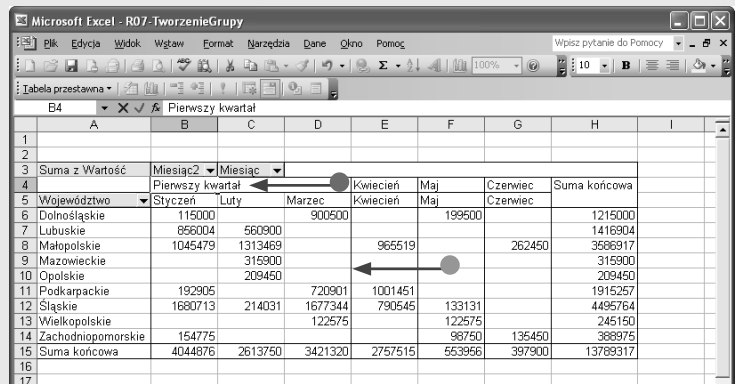 Microsoft Excel - R07-TworzenieGrupy
Plik Edycja Widok Wstaw Format Narzędzia Dane Okno Pomoc Wpisz pytanie do Pomocy
100% 10 B
Tabela przestawna
B4 fx Pierwszy kwartał
A B C D E F G H I
1
2
3 Suma z Wartość Miesiąc2 Miesiąc
4 Pierwszy kwartał Kwiecień Maj Czerwiec Suma końcowa
5 Województwo Styczeń Luty Marzec Kwiecień Maj Czerwiec
6 Dolnośląskie 115000 900500 199500 1215000
7 Lubuskie 856004 560900 1416904
8 Małopolskie 1045479 1313469 965519 262450 3586917
9 Mazowieckie 315900 315900
10 Opolskie 209450 209450
11 Podkarpackie 192905 720901 1001451 1915257
12 Śląskie 1680713 214031 1677344 790545 133131 4495764
13 Wielkopolskie 122575 122575 245150
14 Zachodniopomorskie 154775 98750 135450 388975
15 Suma końcowa 4044876 2613750 3421320 2757515 553956 397900 13789317
16
17